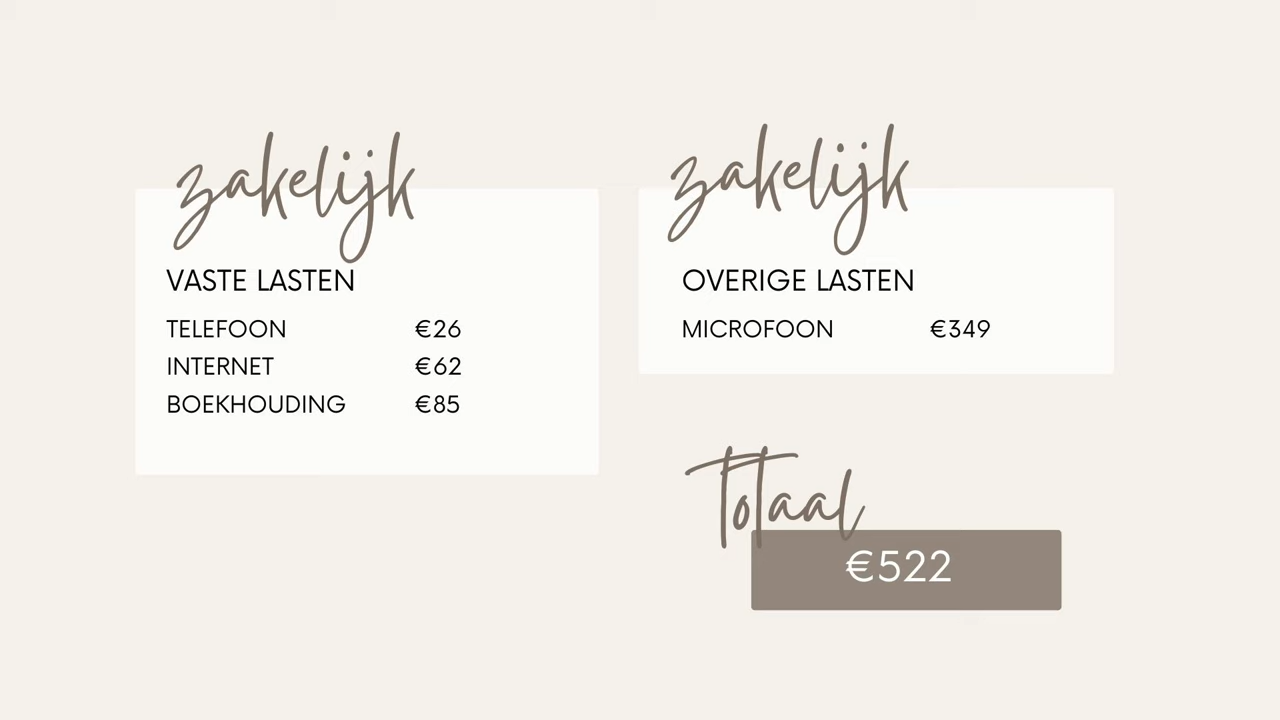 zakelijk
VASTE LASTEN
TELEFOON €26
INTERNET €62
BOEKHOUDING €85
zakelijk
OVERIGE LASTEN
MICROFOON €349
Totaal
€522